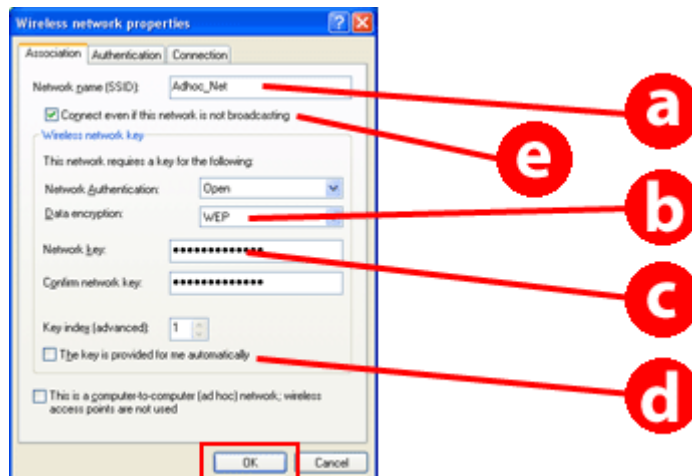 Wireless network properties
Association Authentication Connection
Network name (SSID): Adhoc_Net
a
Connect even if this network is not broadcasting
e
Wireless network key
This network requires a key for the following:
Network Authentication: Open
b
Data encryption: WEP
Network key: •••••••••••••
c
Confirm network key: •••••••••••••
Key index (advanced): 1
The key is provided for me automatically
d
This is a computer-to-computer (ad hoc) network; wireless
access points are not used
OK Cancel